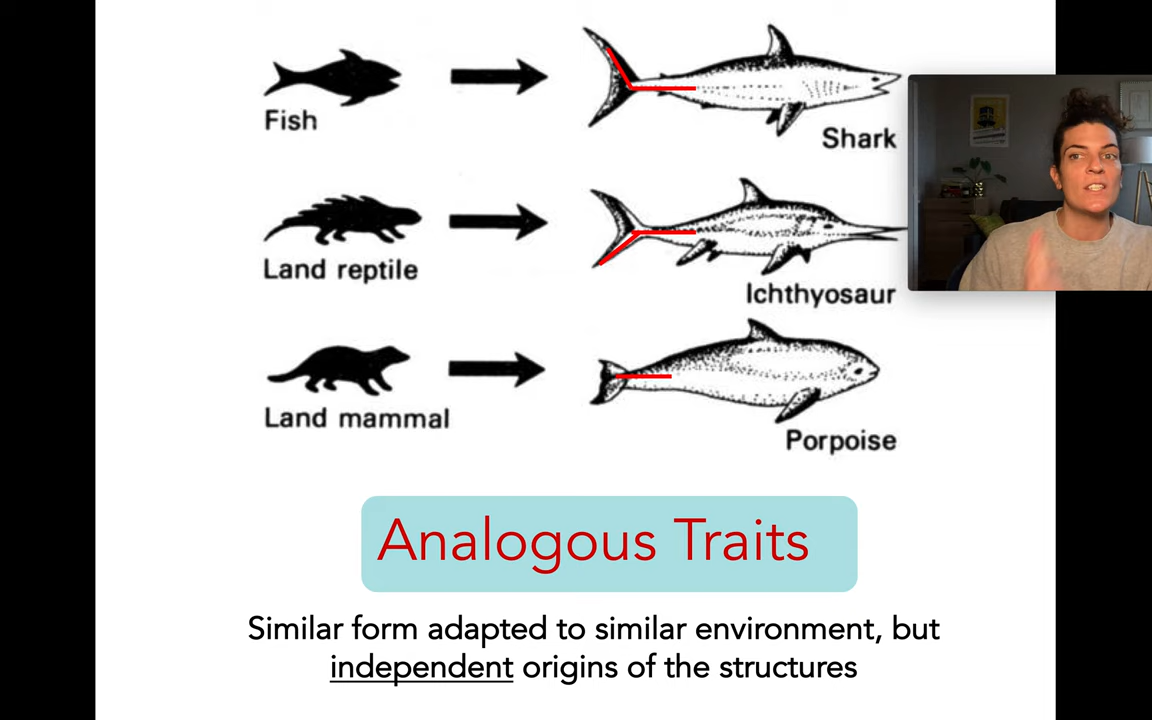 Fish
Shark
Land reptile
Ichthyosaur
Land mammal
Porpoise
Analogous Traits
Similar form adapted to similar environment, but
independent origins of the structures